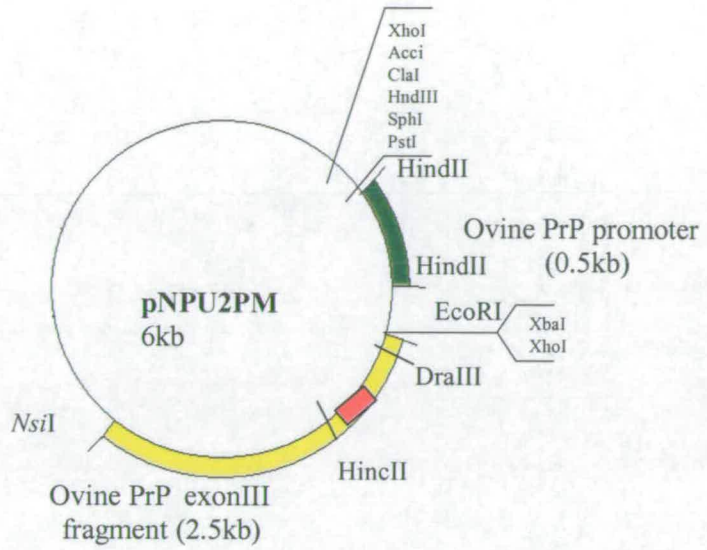 XhoI
Acci
ClaI
HndIII
SphI
PstI
HindII
Ovine PrP promoter
(0.5kb)
HindII
EcoRI
XbaI
XhoI
pNPU2PM
6kb
DraIII
NsiI
HincII
Ovine PrP exonIII
fragment (2.5kb)